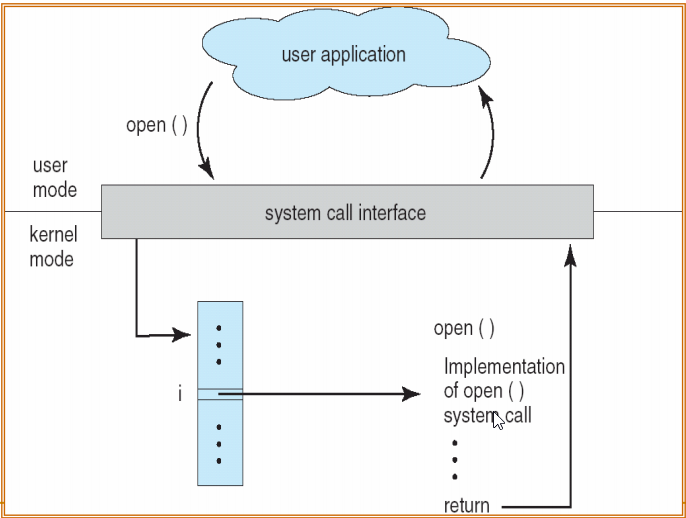 user application
open ( )
user
mode
system call interface
kernel
mode
open ( )
Implementation
of open ( )
system call
i
return